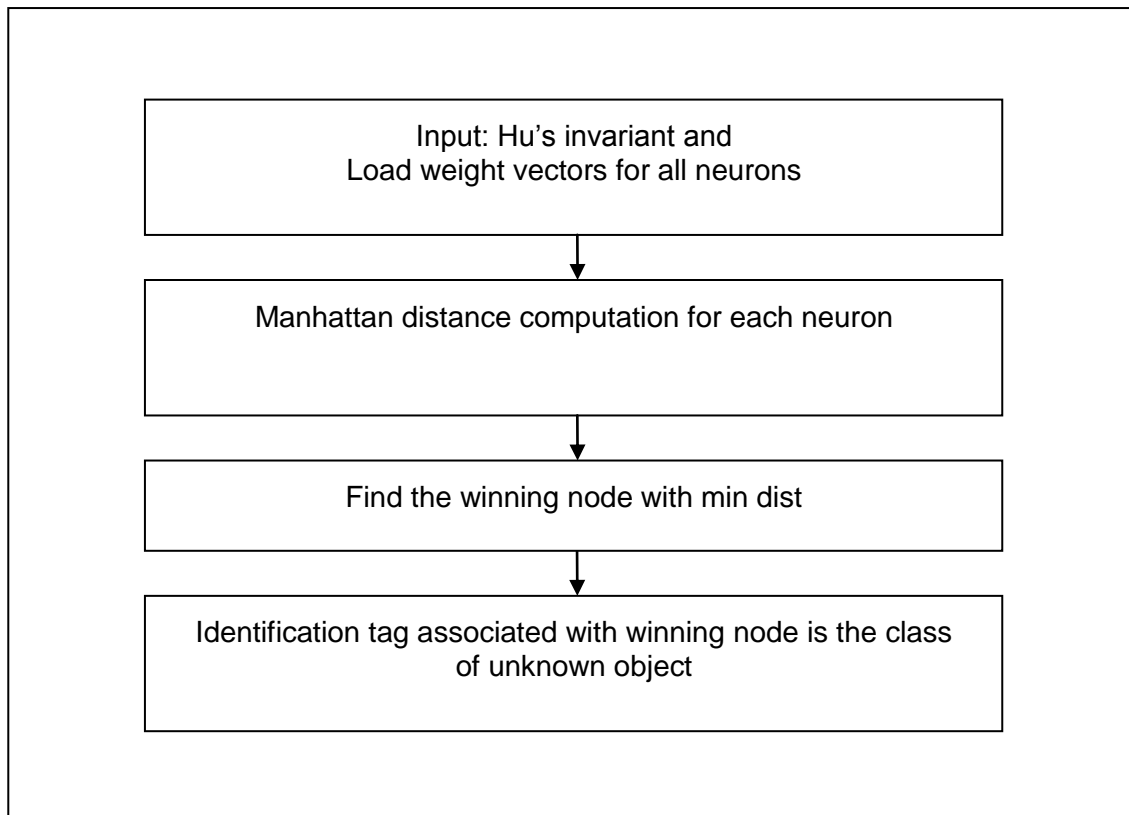 Input: Hu’s invariant and
Load weight vectors for all neurons
Manhattan distance computation for each neuron
Find the winning node with min dist
Identification tag associated with winning node is the class
of unknown object